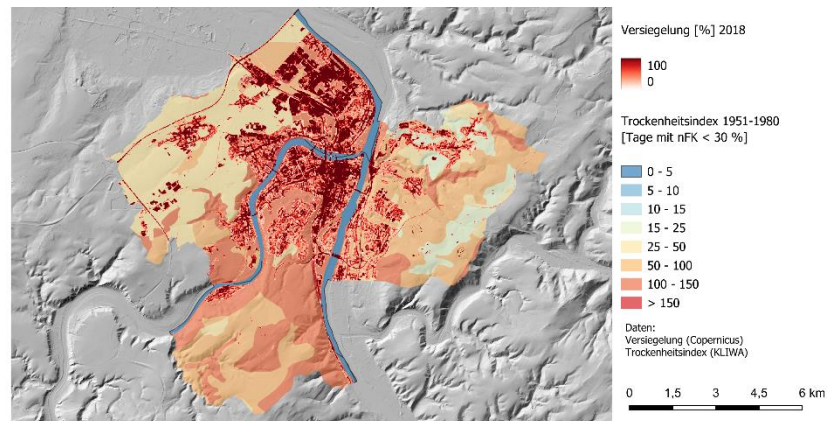 Versiegelung [%] 2018
100
0
Trockenheitsindex 1951-1980
[Tage mit nFK < 30 %]
0 - 5
5 - 10
10 - 15
15 - 25
25 - 50
50 - 100
100 - 150
> 150
Daten:
Versiegelung (Copernicus)
Trockenheitsindex (KLIWA)
0 1,5 3 4,5 6 km